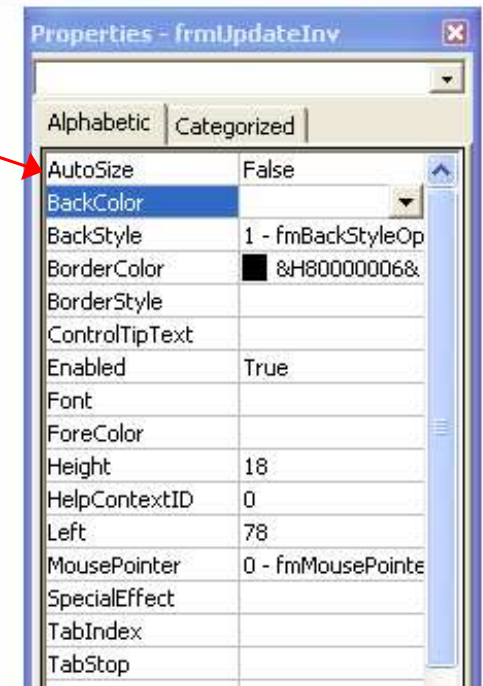 Properties - frmUpdateInv
Alphabetic Categorized
AutoSize False
BackColor
BackStyle 1 - fmBackStyleOp
BorderColor &H80000006&
BorderStyle
ControlTipText
Enabled True
Font
ForeColor
Height 18
HelpContextID 0
Left 78
MousePointer 0 - fmMousePointe
SpecialEffect
TabIndex
TabStop